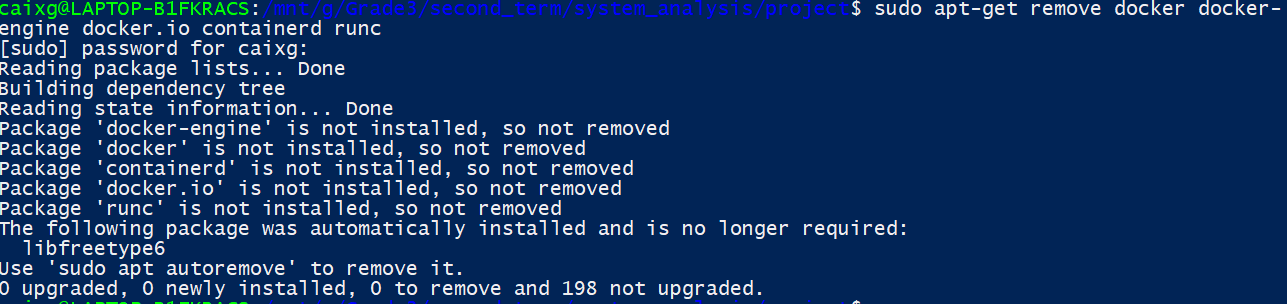 caixg@LAPTOP-B1FKRACS:/mnt/g/Grade3/second_term/system_analysis/project$ sudo apt-get remove docker docker-
engine docker.io containerd runc
[sudo] password for caixg:
Reading package lists... Done
Building dependency tree
Reading state information... Done
Package 'docker-engine' is not installed, so not removed
Package 'docker' is not installed, so not removed
Package 'containerd' is not installed, so not removed
Package 'docker.io' is not installed, so not removed
Package 'runc' is not installed, so not removed
The following package was automatically installed and is no longer required:
  libfreetype6
Use 'sudo apt autoremove' to remove it.
0 upgraded, 0 newly installed, 0 to remove and 198 not upgraded.
caixg@LAPTOP-B1FKRACS: